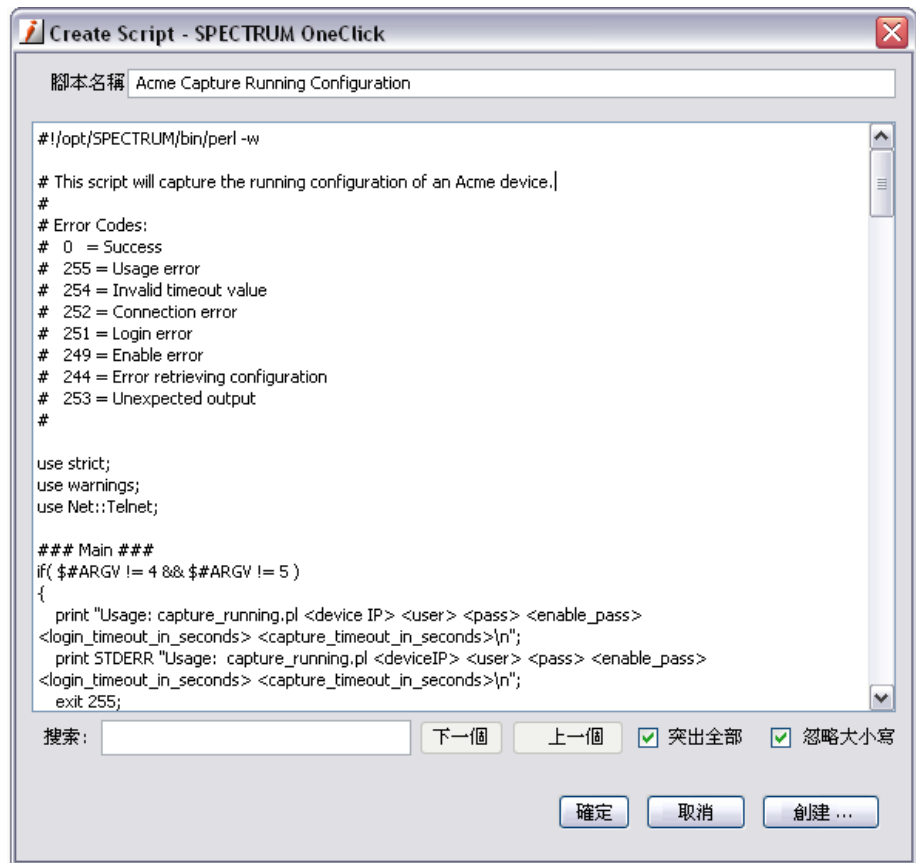 Create Script - SPECTRUM OneClick
腳本名稱 Acme Capture Running Configuration
#!/opt/SPECTRUM/bin/perl -w
# This script will capture the running configuration of an Acme device.
#
# Error Codes:
#   0   = Success
#   255 = Usage error
#   254 = Invalid timeout value
#   252 = Connection error
#   251 = Login error
#   249 = Enable error
#   244 = Error retrieving configuration
#   253 = Unexpected output
#
use strict;
use warnings;
use Net::Telnet;
### Main ###
if( $#ARGV != 4 && $#ARGV != 5 )
{
print "Usage: capture_running.pl <device IP> <user> <pass> <enable_pass>
<login_timeout_in_seconds> <capture_timeout_in_seconds>\n";
print STDERR "Usage:  capture_running.pl <deviceIP> <user> <pass> <enable_pass>
<login_timeout_in_seconds> <capture_timeout_in_seconds>\n";
exit 255;
搜索: 下一個 上一個 突出全部 忽略大小寫
確定 取消 創建 ...